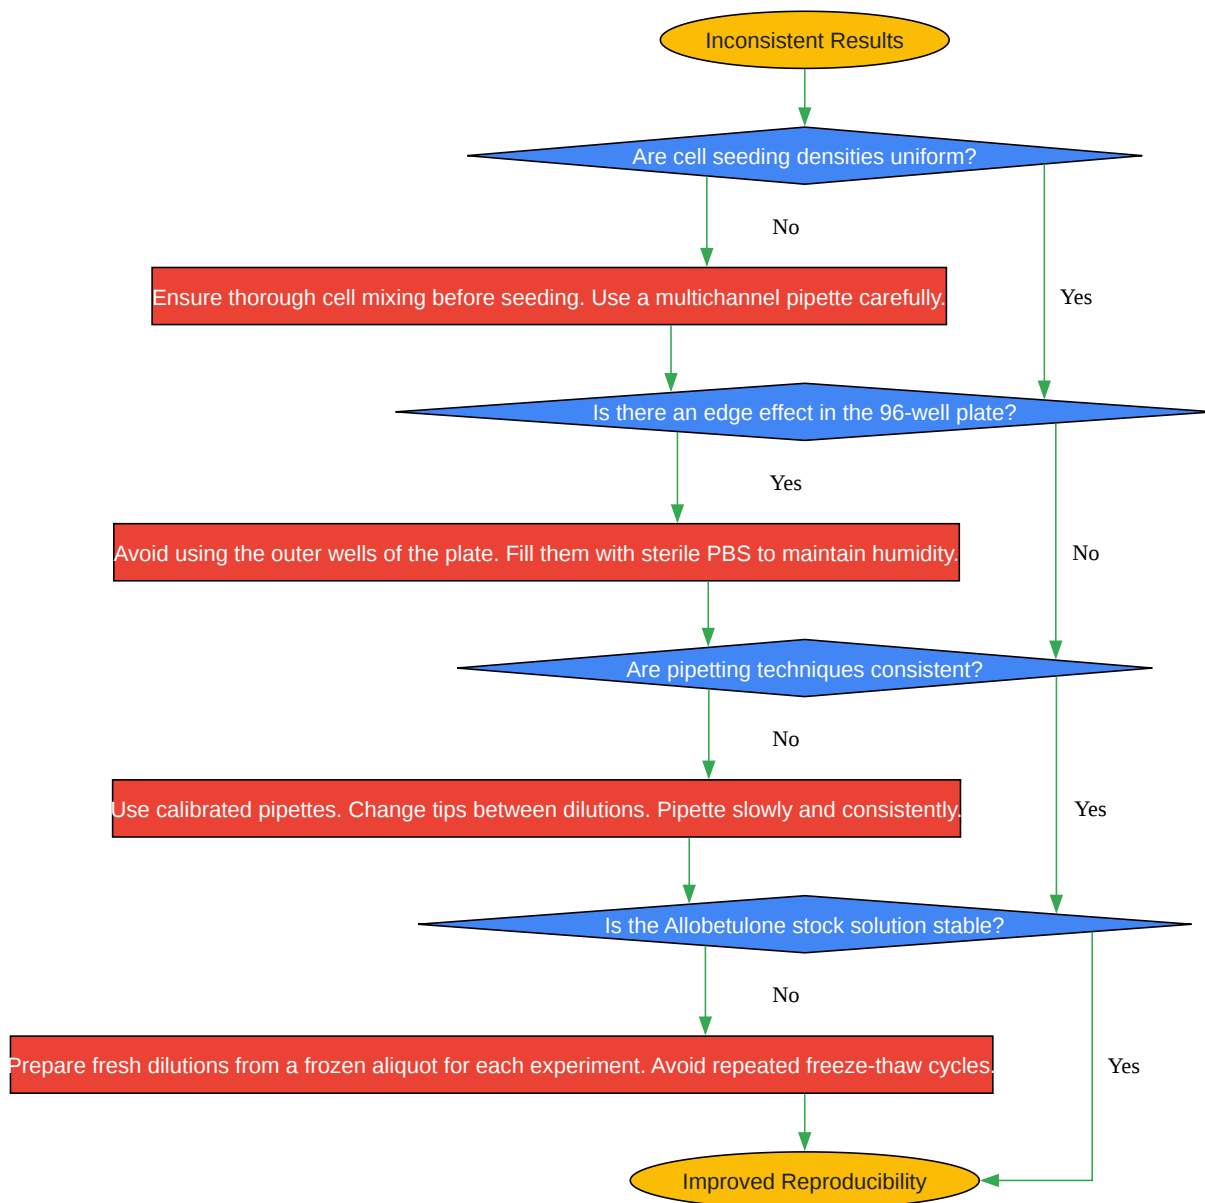 Inconsistent Results
Are cell seeding densities uniform?
No
Ensure thorough cell mixing before seeding. Use a multichannel pipette carefully.
Yes
Is there an edge effect in the 96-well plate?
Yes
Avoid using the outer wells of the plate. Fill them with sterile PBS to maintain humidity.
No
Are pipetting techniques consistent?
No
Use calibrated pipettes. Change tips between dilutions. Pipette slowly and consistently.
Yes
Is the Allobetulone stock solution stable?
No
Prepare fresh dilutions from a frozen aliquot for each experiment. Avoid repeated freeze-thaw cycles.
Yes
Improved Reproducibility